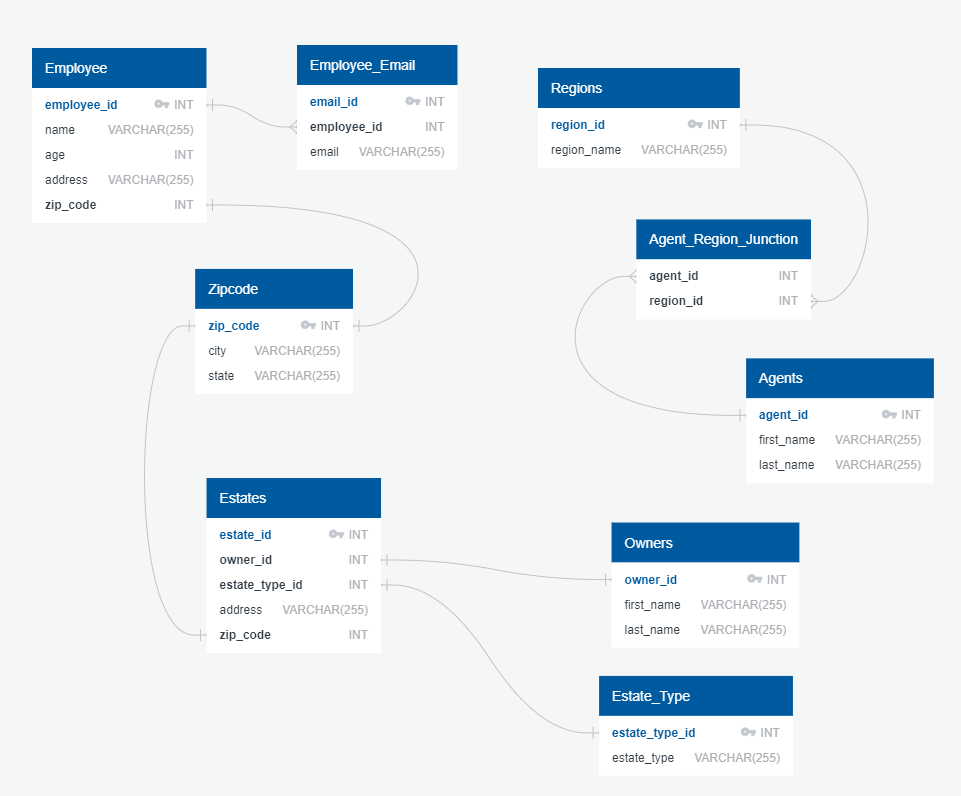 Employee
employee_id INT
name VARCHAR(255)
age INT
address VARCHAR(255)
zip_code INT
Employee_Email
email_id INT
employee_id INT
email VARCHAR(255)
Regions
region_id INT
region_name VARCHAR(255)
Agent_Region_Junction
agent_id INT
region_id INT
Zipcode
zip_code INT
city VARCHAR(255)
state VARCHAR(255)
Agents
agent_id INT
first_name VARCHAR(255)
last_name VARCHAR(255)
Estates
estate_id INT
owner_id INT
estate_type_id INT
address VARCHAR(255)
zip_code INT
Owners
owner_id INT
first_name VARCHAR(255)
last_name VARCHAR(255)
Estate_Type
estate_type_id INT
estate_type VARCHAR(255)